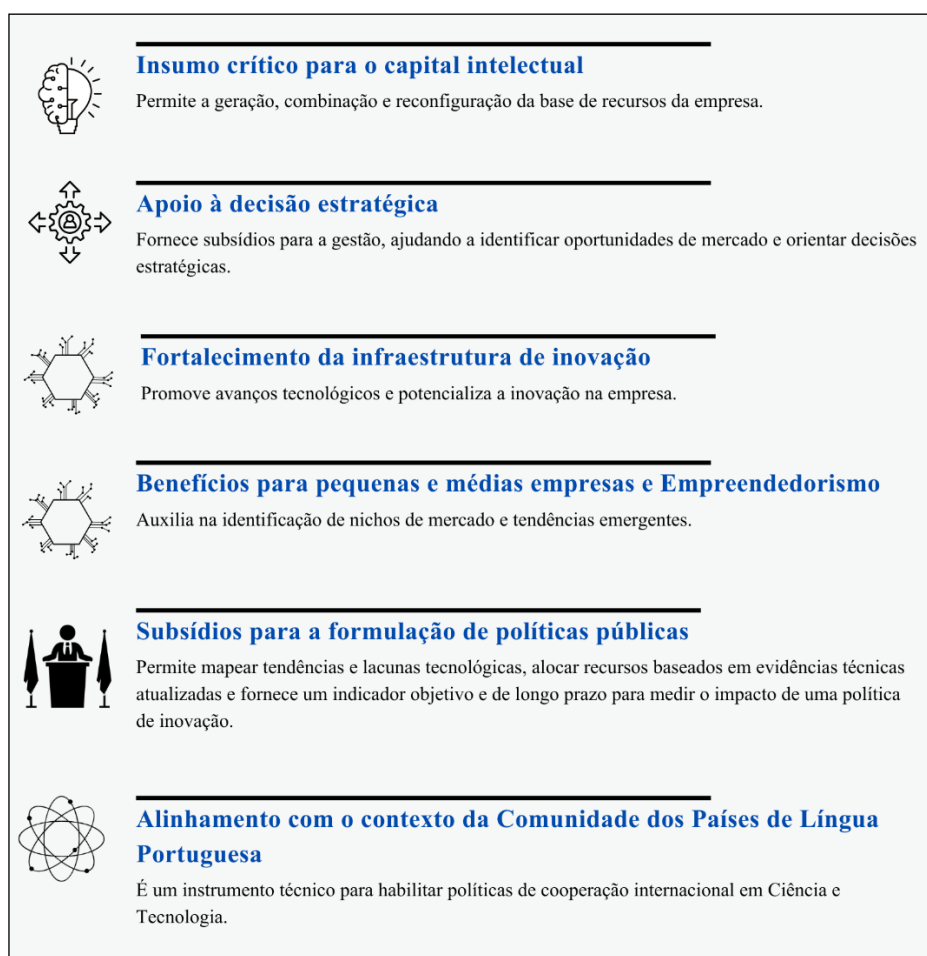 Insumo crítico para o capital intelectual
Permite a geração, combinação e reconfiguração da base de recursos da empresa.
Apoio à decisão estratégica
Fornece subsídios para a gestão, ajudando a identificar oportunidades de mercado e orientar decisões
estratégicas.
Fortalecimento da infraestrutura de inovação
Promove avanços tecnológicos e potencializa a inovação na empresa.
Benefícios para pequenas e médias empresas e Empreendedorismo
Auxilia na identificação de nichos de mercado e tendências emergentes.
Subsídios para a formulação de políticas públicas
Permite mapear tendências e lacunas tecnológicas, alocar recursos baseados em evidências técnicas
atualizadas e fornece um indicador objetivo e de longo prazo para medir o impacto de uma política
de inovação.
Alinhamento com o contexto da Comunidade dos Países de Língua
Portuguesa
É um instrumento técnico para habilitar políticas de cooperação internacional em Ciência e
Tecnologia.